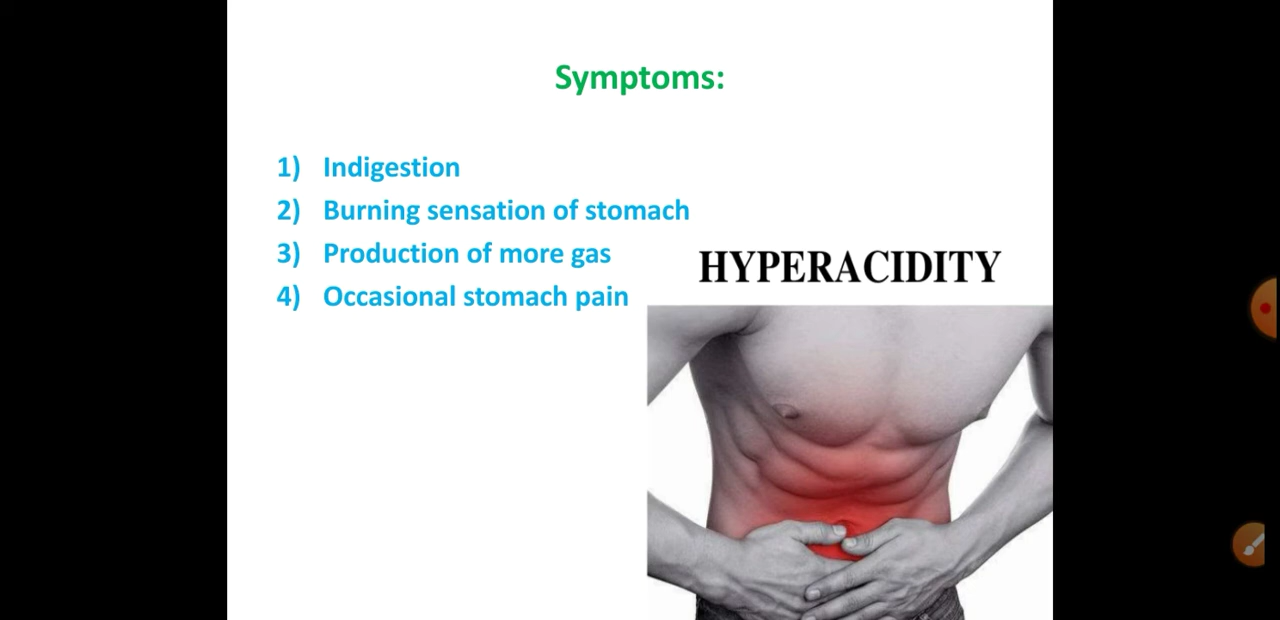 Symptoms:
1) Indigestion
2) Burning sensation of stomach
3) Production of more gas
4) Occasional stomach pain
HYPERACIDITY